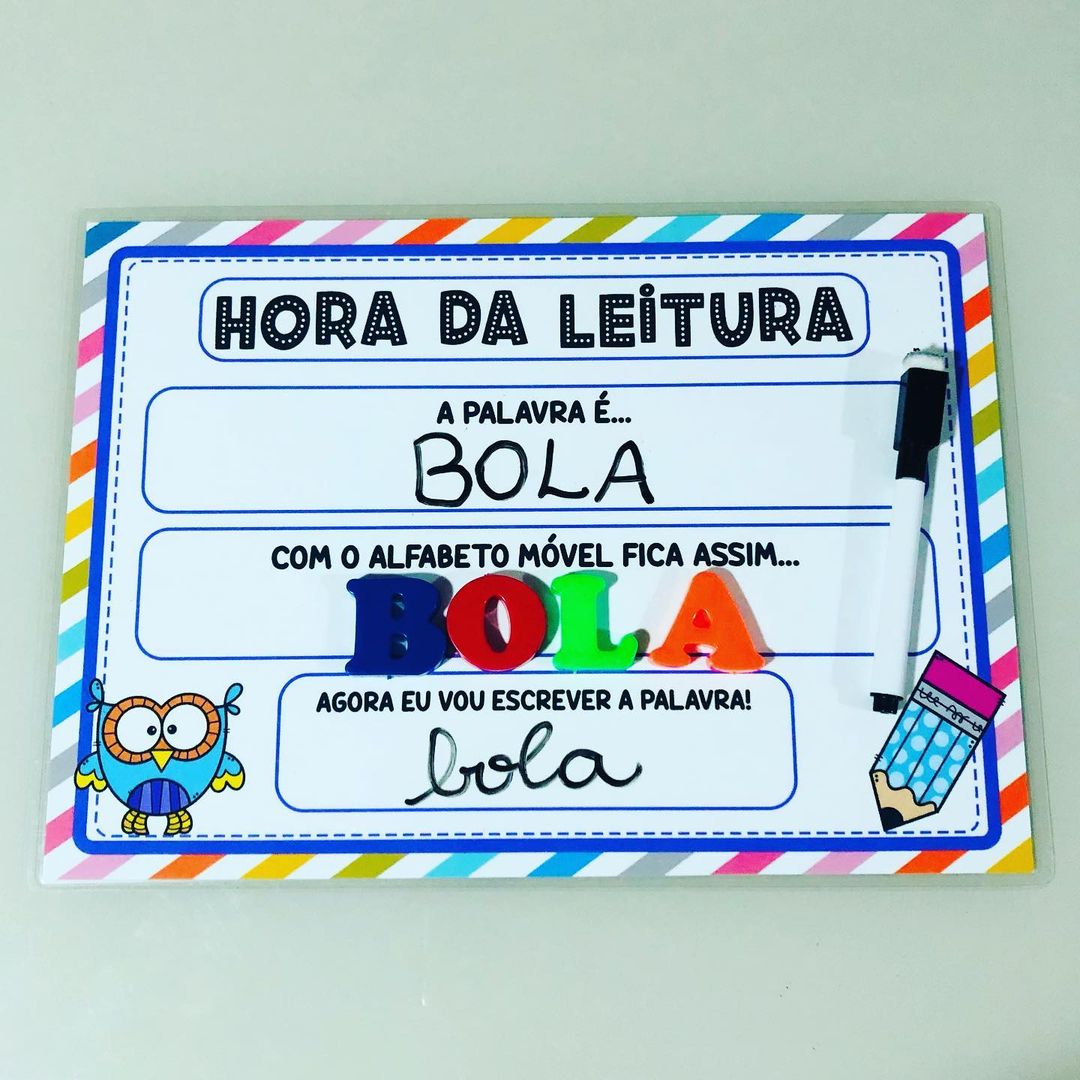 HORA DA LEITURA
A PALAVRA É...
BOLA
COM O ALFABETO MÓVEL FICA ASSIM...
BOLA
AGORA EU VOU ESCREVER A PALAVRA!
bola